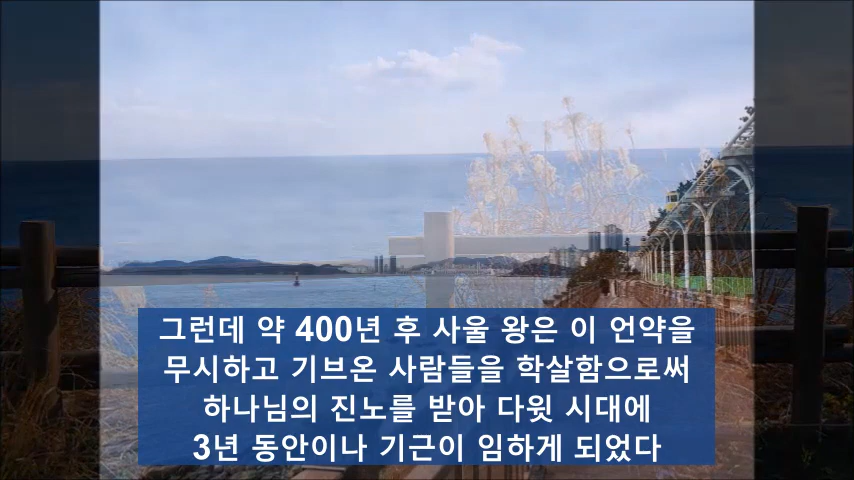 그런데 약 400년 후 사울 왕은 이 언약을
무시하고 기브온 사람들을 학살함으로써
하나님의 진노를 받아 다윗 시대에
3년 동안이나 기근이 임하게 되었다